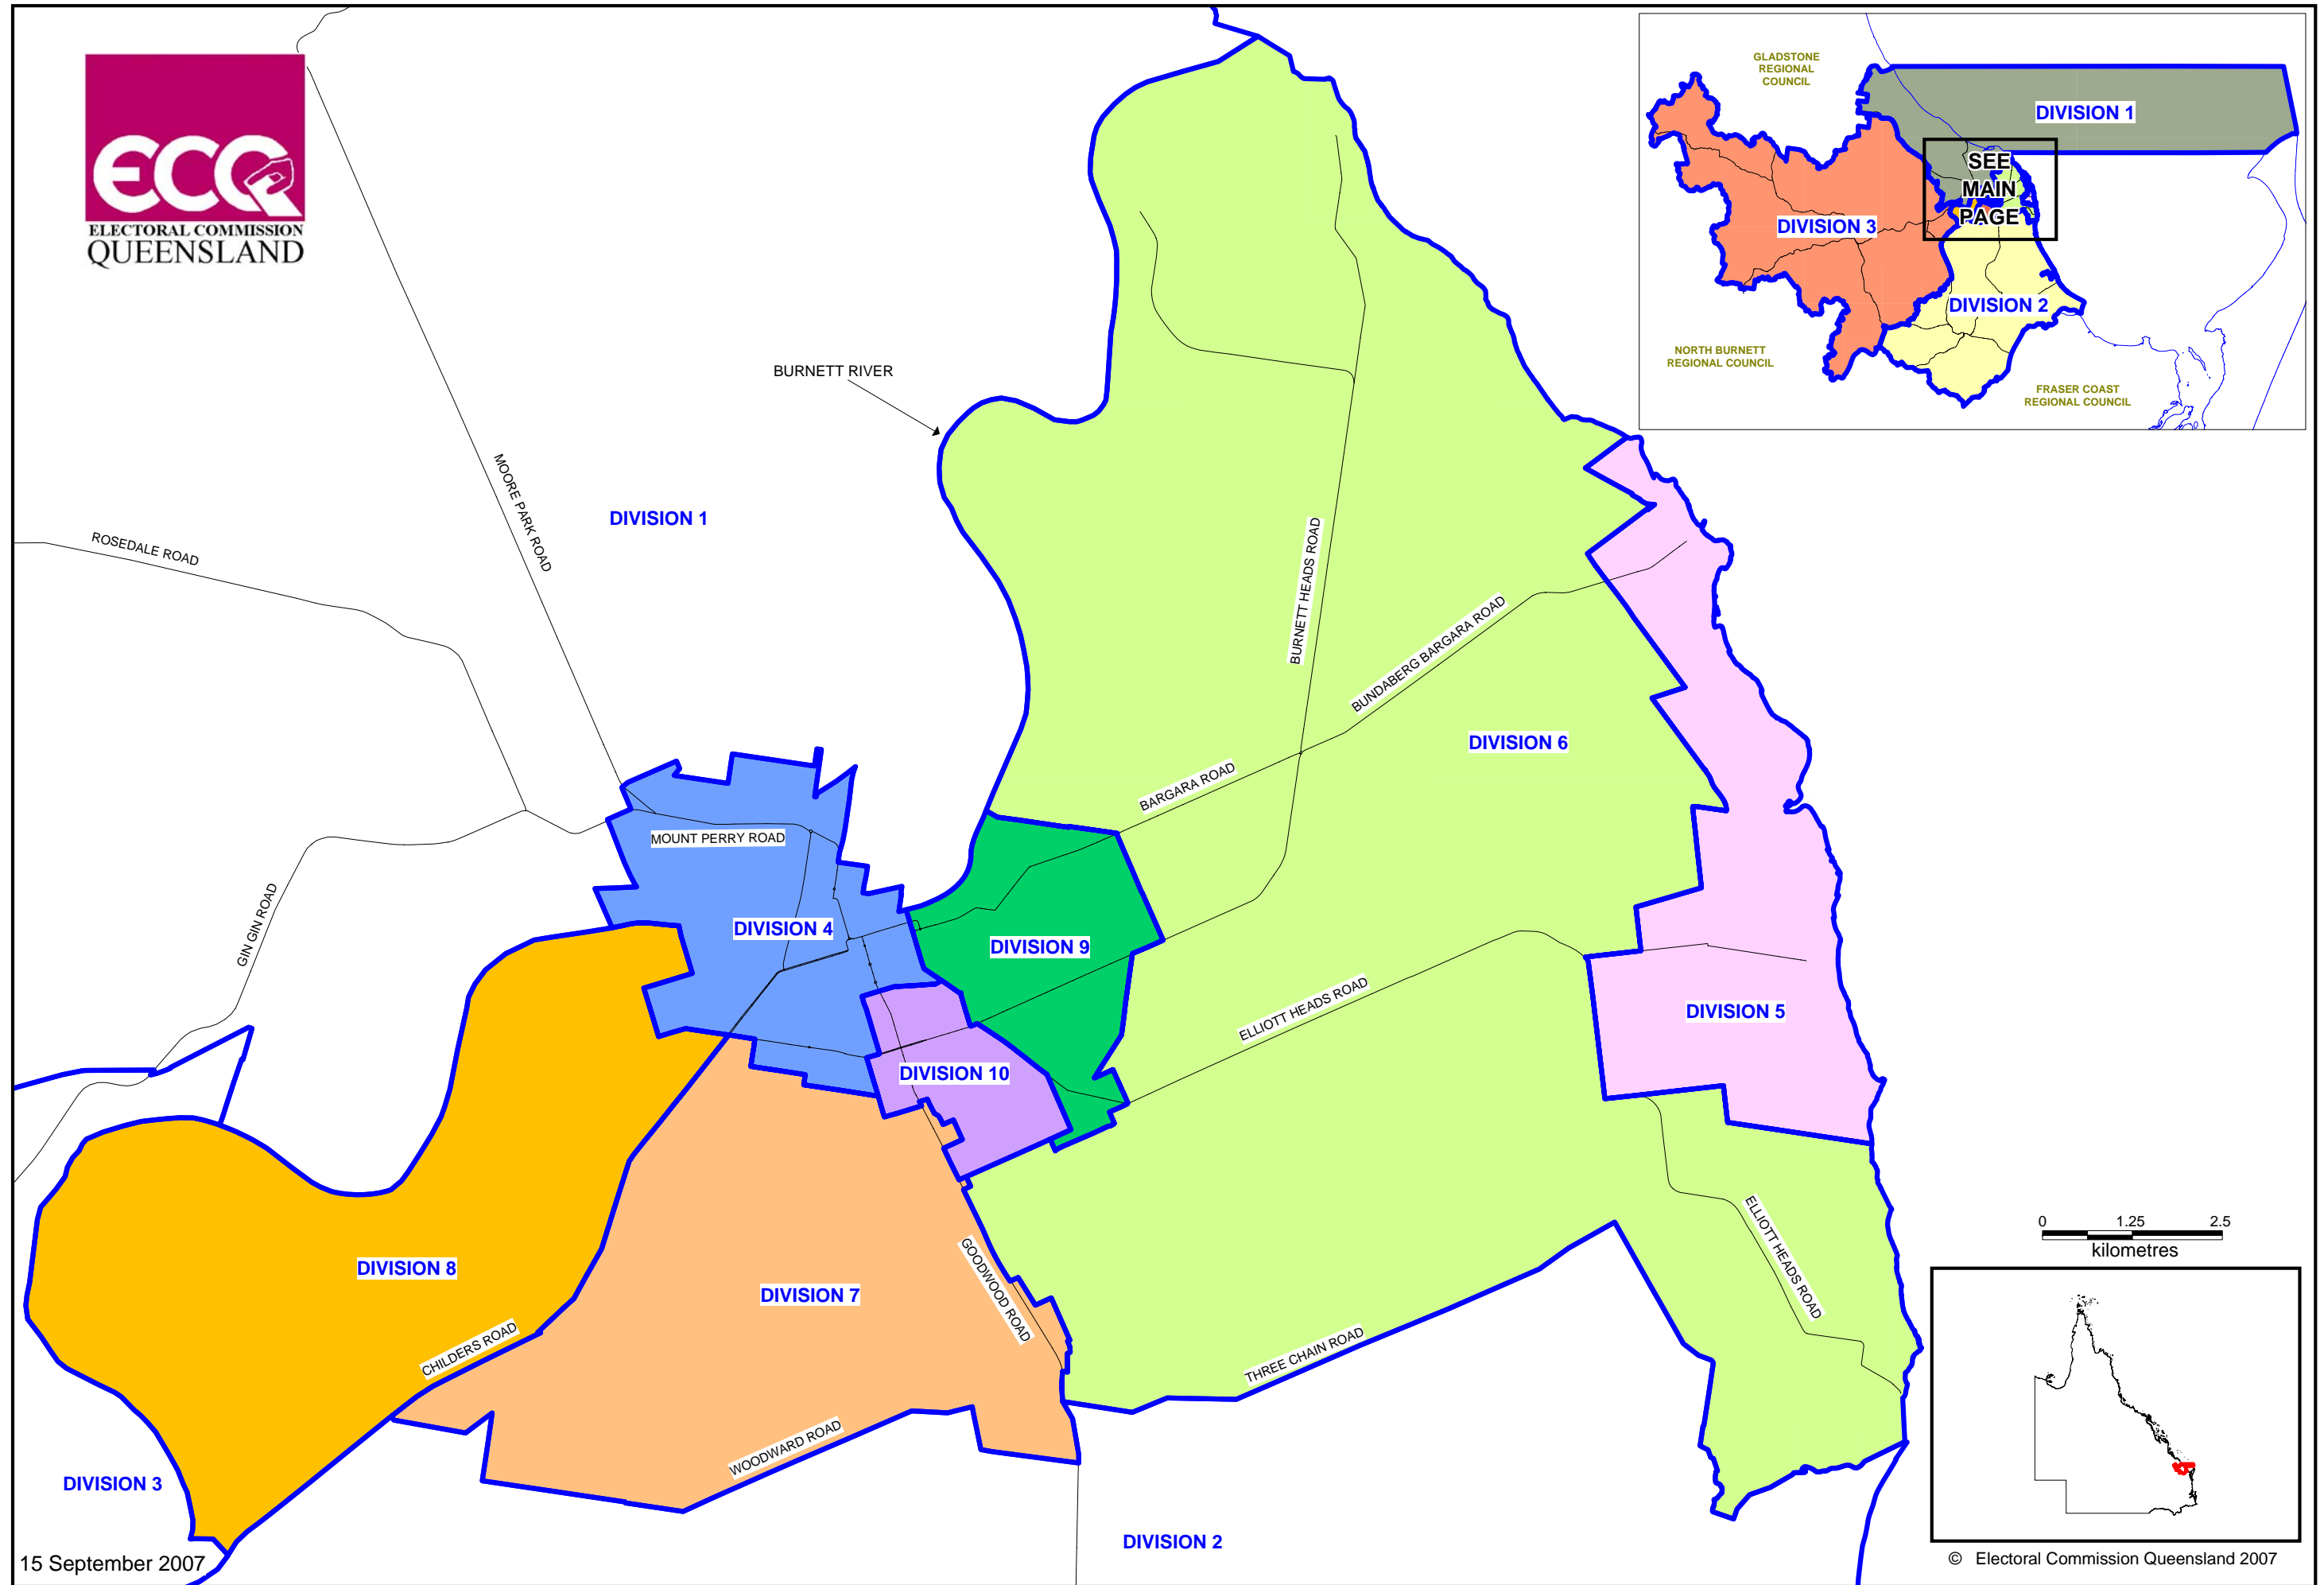 ECQ
ELECTORAL COMMISSION
QUEENSLAND
GLADSTONE
REGIONAL
COUNCIL
DIVISION 1
SEE
MAIN
PAGE
DIVISION 3
DIVISION 2
NORTH BURNETT
REGIONAL COUNCIL
FRASER COAST
REGIONAL COUNCIL
BURNETT RIVER
MOORE PARK ROAD
DIVISION 1
ROSEDALE ROAD
BURNETT HEADS ROAD
BUNDABERG BARGARA ROAD
DIVISION 6
BARGARA ROAD
MOUNT PERRY ROAD
GIN GIN ROAD
DIVISION 4
DIVISION 9
ELLIOTT HEADS ROAD
DIVISION 5
DIVISION 10
DIVISION 8
DIVISION 7
GOODWOOD ROAD
ELLIOTT HEADS ROAD
CHILDERS ROAD
THREE CHAIN ROAD
WOODWARD ROAD
DIVISION 3
DIVISION 2
0 1.25 2.5
kilometres
15 September 2007
© Electoral Commission Queensland 2007